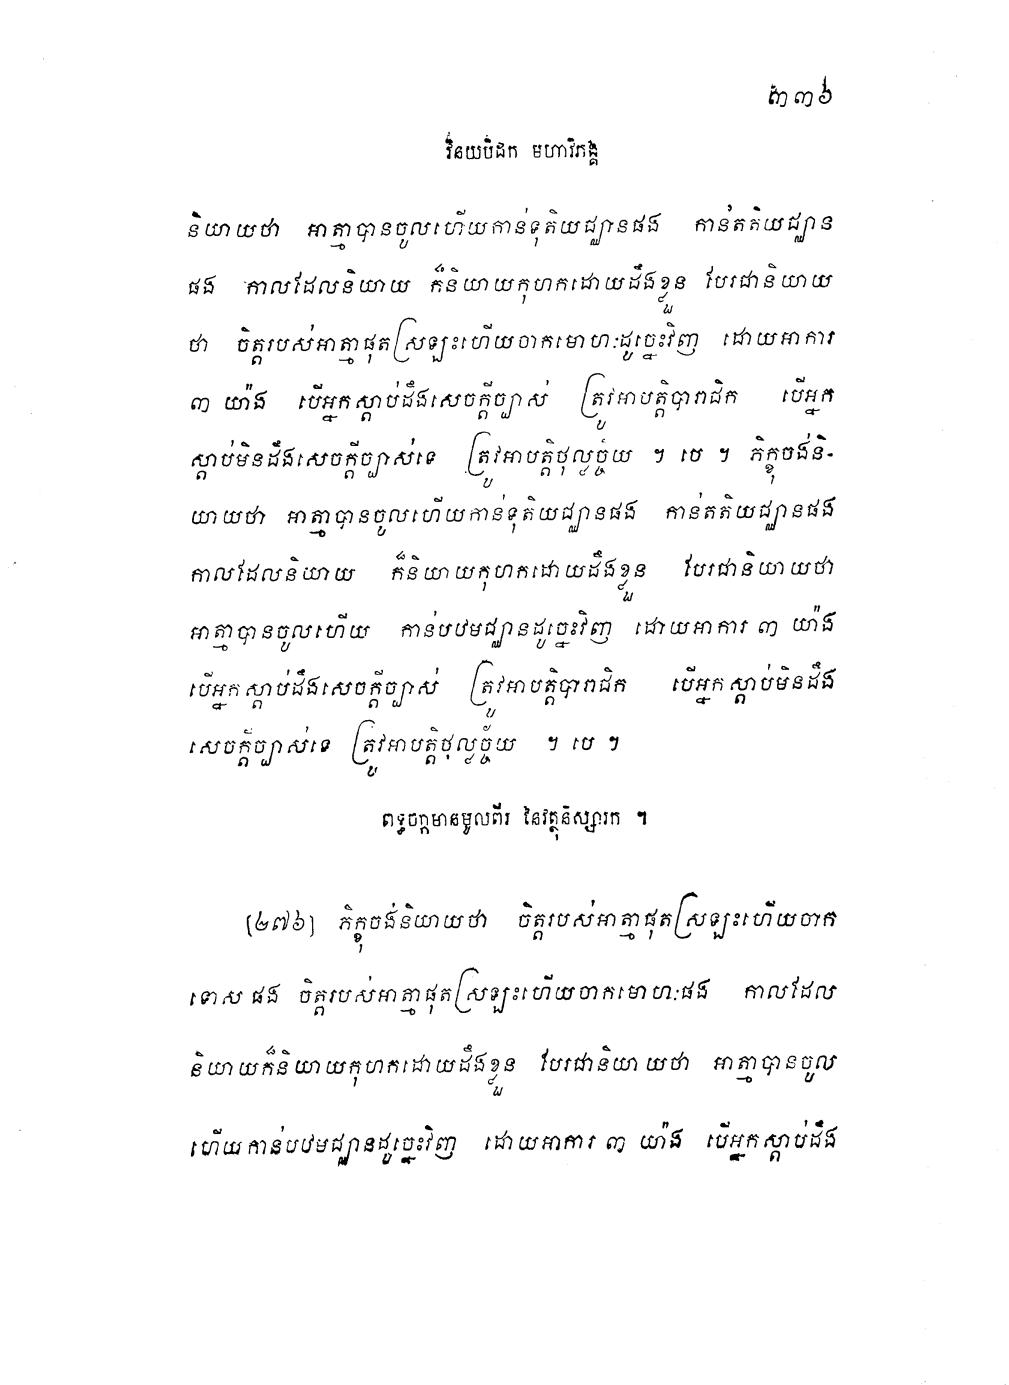 ៣៣៦
វិនយបិដក មហាវិភង្គ
និយាយថា អាត្មាបានចូលហើយកាន់ទុតិយជ្ឈានផង កាន់តតិយជ្ឈាន
ផង កាលដែលនិយាយ ក៏និយាយកុហកដោយដឹងខ្លួន បែរជានិយាយ
ថា ចិត្តរបស់អាត្មាផុតស្រឡះហើយចាកមោហៈដូច្នេះវិញ ដោយអាការ
៣ យ៉ាង បើអ្នកស្តាប់ដឹងសេចក្តីច្បាស់ ត្រូវអាបត្តិបារាជិក បើអ្នក
ស្តាប់មិនដឹងសេចក្តីច្បាស់ទេ ត្រូវអាបត្តិថុល្លច្ច័យ ។ បេ ។ ភិក្ខុចង់និ-
យាយថា អាត្មាបានចូលហើយកាន់ទុតិយជ្ឈានផង កាន់តតិយជ្ឈានផង
កាលដែលនិយាយ ក៏និយាយកុហកដោយដឹងខ្លួន បែរជានិយាយថា
អាត្មាបានចូលហើយ កាន់បឋមជ្ឈានដូច្នេះវិញ ដោយអាការ ៣ យ៉ាង
បើអ្នកស្តាប់ដឹងសេចក្តីច្បាស់ ត្រូវអាបត្តិបារាជិក បើអ្នកស្តាប់មិនដឹង
សេចក្តីច្បាស់ទេ ត្រូវអាបត្តិថុល្លច្ច័យ ។ បេ ។
ពទ្ធចក្កមានមូលពីរ នៃវត្ថុនិស្សារក ។
[២៧៦] ភិក្ខុចង់និយាយថា ចិត្តរបស់អាត្មាផុតស្រឡះហើយចាក
ទោស ផង ចិត្តរបស់អាត្មាផុតស្រឡះហើយចាកមោហៈផង កាលដែល
និយាយក៏និយាយកុហកដោយដឹងខ្លួន បែរជានិយាយថា អាត្មាបានចូល
ហើយកាន់បឋមជ្ឈានដូច្នេះវិញ ដោយអាការ ៣ យ៉ាង បើអ្នកស្តាប់ដឹង